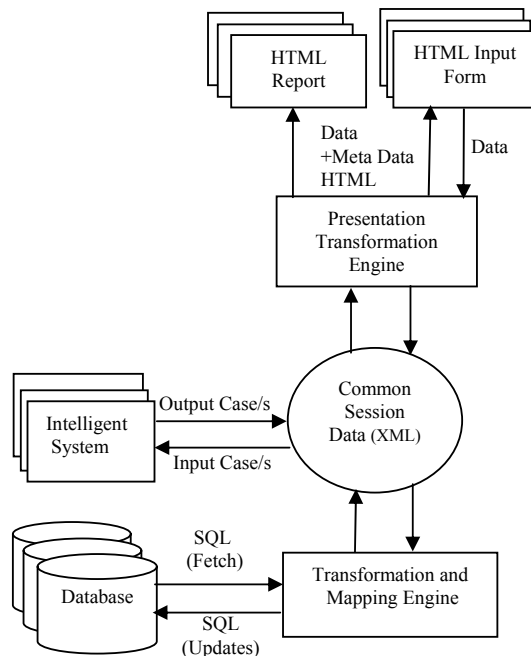 HTML
Report
HTML Input
Form
Data
+Meta Data
HTML
Data
Presentation
Transformation
Engine
Common
Session
Data (XML)
Output Case/s
Intelligent
System
Input Case/s
SQL
(Fetch)
Database
Transformation and
Mapping Engine
SQL
(Updates)